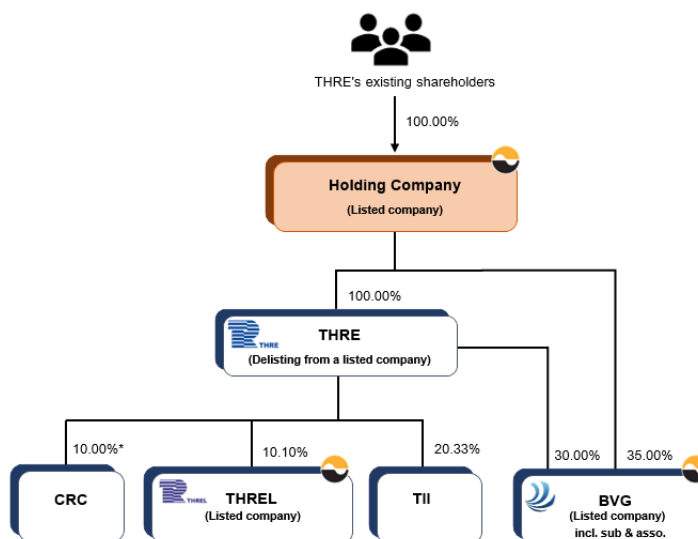 THRE's existing shareholders
100.00%
Holding Company
(Listed company)
100.00%
THRE
THRE
(Delisting from a listed company)
10.00%*
10.10%
20.33%
30.00%
35.00%
CRC
THREL
THREL
(Listed company)
TII
BVG
(Listed company)
incl. sub & asso.